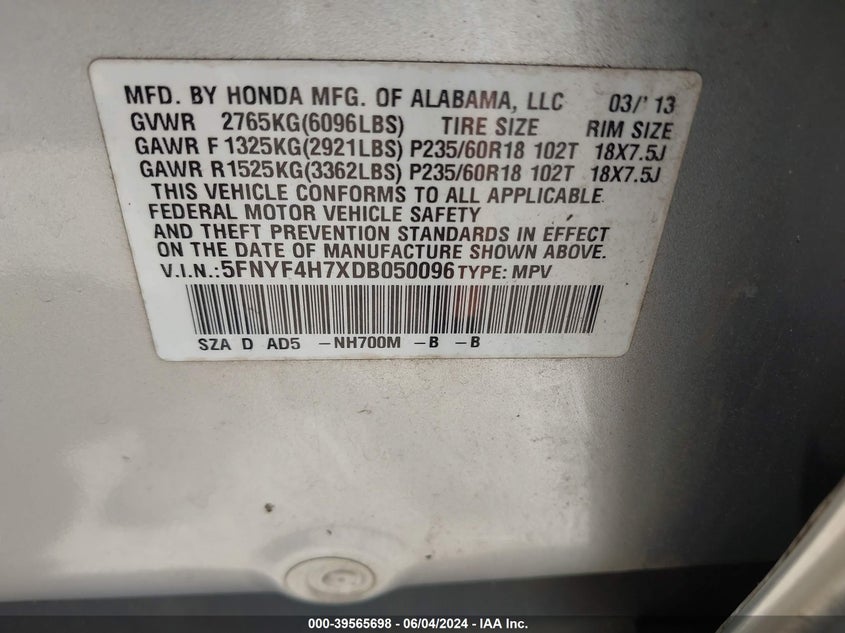 MFD. BY HONDA MFG. OF ALABAMA, LLC 03/'13
GVWR 2765KG(6096LBS) TIRE SIZE RIM SIZE
GAWR F 1325KG(2921LBS) P235/60R18 102T 18X7.5J
GAWR R1525KG(3362LBS) P235/60R18 102T 18X7.5J
THIS VEHICLE CONFORMS TO ALL APPLICABLE
FEDERAL MOTOR VEHICLE SAFETY
AND THEFT PREVENTION STANDARDS IN EFFECT
ON THE DATE OF MANUFACTURE SHOWN ABOVE.
V.I.N.:5FNYF4H7XDB050096 TYPE: MPV
SZA D AD5 -NH700M -B -B
000-39565698 - 06/04/2024 - IAA Inc.